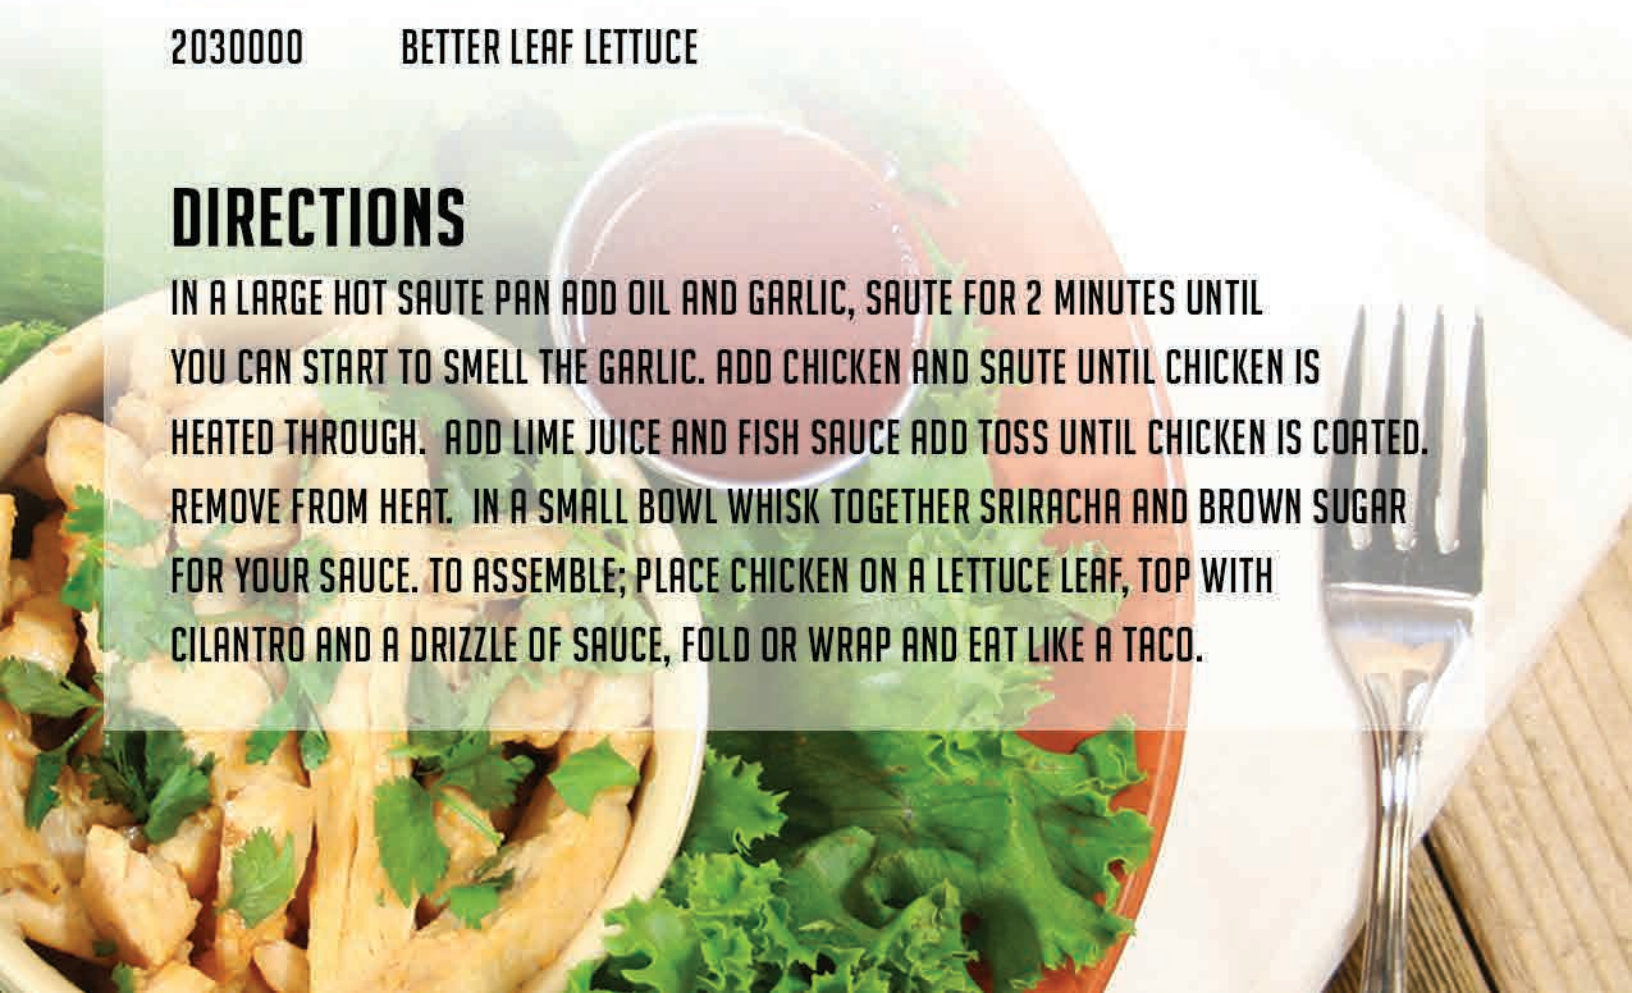 2030000 BETTER LEAF LETTUCE
DIRECTIONS
IN A LARGE HOT SAUTE PAN ADD OIL AND GARLIC, SAUTE FOR 2 MINUTES UNTIL
YOU CAN START TO SMELL THE GARLIC. ADD CHICKEN AND SAUTE UNTIL CHICKEN IS
HEATED THROUGH. ADD LIME JUICE AND FISH SAUCE ADD TOSS UNTIL CHICKEN IS COATED.
REMOVE FROM HEAT. IN A SMALL BOWL WHISK TOGETHER SRIRACHA AND BROWN SUGAR
FOR YOUR SAUCE. TO ASSEMBLE; PLACE CHICKEN ON A LETTUCE LEAF, TOP WITH
CILANTRO AND A DRIZZLE OF SAUCE, FOLD OR WRAP AND EAT LIKE A TACO.